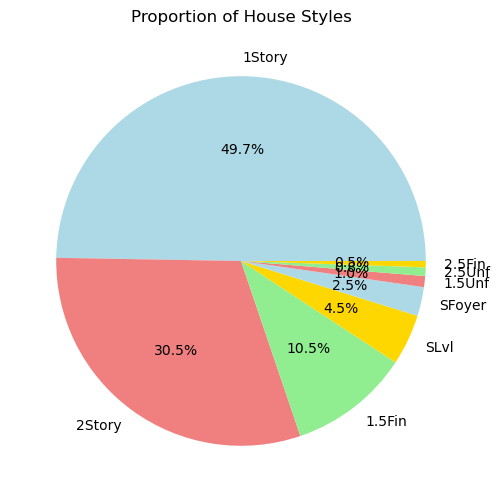 Proportion of House Styles
1Story
49.7%
0.5%
2.5Fin
2.5Unf
1.0%
1.5Unf
2.5%
SFoyer
4.5%
SLvl
10.5%
1.5Fin
30.5%
2Story